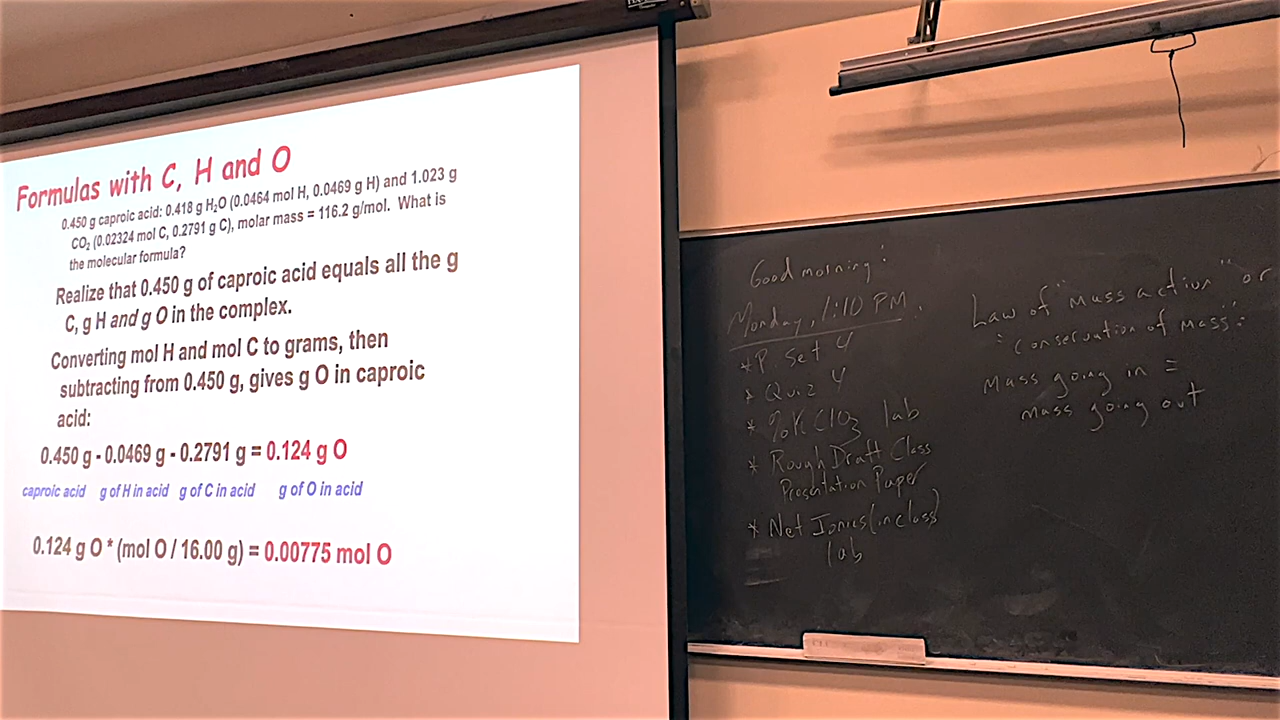 Formulas with C, H and O
0.450 g caproic acid: 0.418 g H₂O (0.0464 mol H, 0.0469 g H) and 1.023 g
CO₂ (0.02324 mol C, 0.2791 g C), molar mass = 116.2 g/mol. What is
the molecular formula?
Realize that 0.450 g of caproic acid equals all the g
C, g H and g O in the complex.
Converting mol H and mol C to grams, then
subtracting from 0.450 g, gives g O in caproic
acid:
0.450 g - 0.0469 g - 0.2791 g = 0.124 g O
caproic acid g of H in acid g of C in acid g of O in acid
0.124 g O * (mol O / 16.00 g) = 0.00775 mol O
Good morning!
Monday, 1:10 PM:
* P. Set 4
* Quiz 4
* %KClO₃ lab
* Rough Draft Class
Presentation Paper
* Net Ionics (in class)
lab
Law of "mass action" or
"conservation of mass":
Mass going in =
mass going out